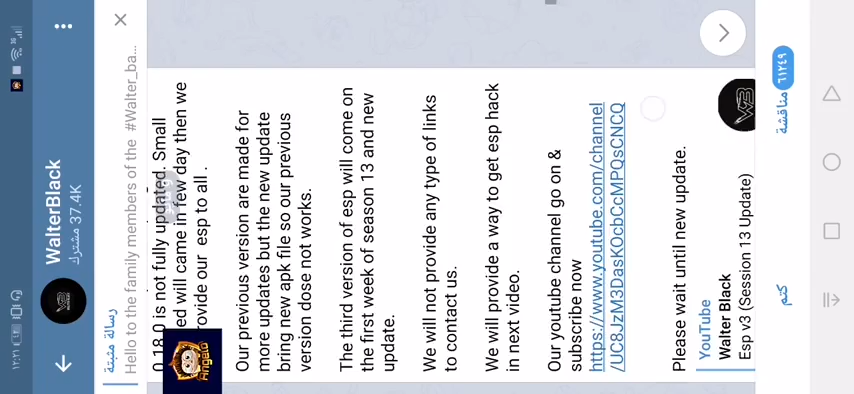 ١٢:٢١
WalterBlack
37.4K مشترك
رسالة مثبتة
Hello to the family members of the #Walter_ba...
0.18.0 is not fully updated. Small
ed will came in few day then we
rovide our esp to all .
Our previous version are made for
more updates but the new update
bring new apk file so our previous
version dose not works.
The third version of esp will come on
the first week of season 13 and new
update.
We will not provide any type of links
to contact us.
We will provide a way to get esp hack
in next video.
Our youtube channel go on &
subscribe now
https://www.youtube.com/channel
/UC8JzM3DasKOcbCcMPQsCNCQ
Please wait until new update.
YouTube
Walter Black
Esp v3 (Session 13 Update)
WB
Angelo
كتم
مناقشة
٦١٢٤٩